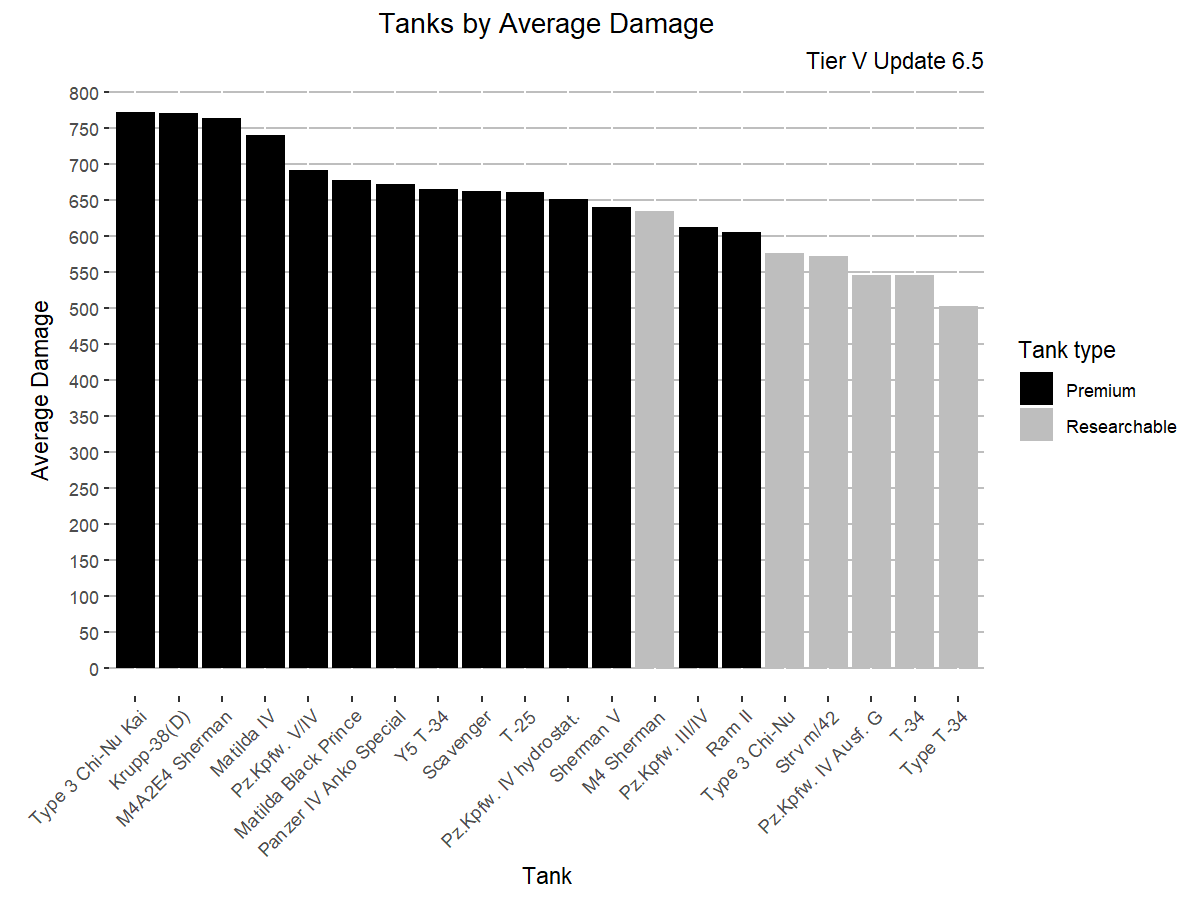 Tanks by Average Damage
Tier V Update 6.5
Average Damage
800
750
700
650
600
550
500
450
400
350
300
250
200
150
100
50
0
Type 3 Chi-Nu Kai
Krupp-38(D)
M4A2E4 Sherman
Matilda IV
Pz.Kpfw. V/IV
Matilda Black Prince
Panzer IV Anko Special
Y5 T-34
Scavenger
T-25
Pz.Kpfw. IV hydrostat.
Sherman V
M4 Sherman
Pz.Kpfw. III/IV
Ram II
Type 3 Chi-Nu
Strv m/42
Pz.Kpfw. IV Ausf. G
T-34
Type T-34
Tank
Tank type
Premium
Researchable